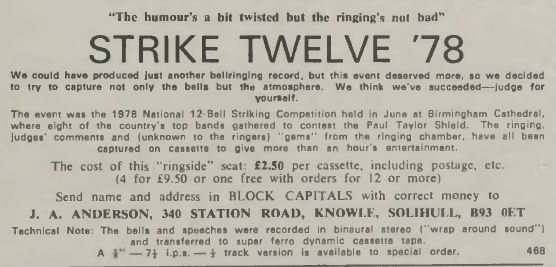 "The humour's a bit twisted but the ringing's not bad"
STRIKE TWELVE '78
We could have produced just another bellringing record, but this event deserved more, so we decided
to try to capture not only the bells but the atmosphere. We think we've succeeded—judge for
yourself.
The event was the 1978 National 12-Bell Striking Competition held in June at Birmingham Cathedral,
where eight of the country's top bands gathered to contest the Paul Taylor Shield. The ringing,
judges' comments and (unknown to the ringers) "gems" from the ringing chamber, have all been
captured on cassette to give more than an hour's entertainment.
The cost of this "ringside" seat: £2.50 per cassette, including postage, etc.
(4 for £9.50 or one free with orders for 12 or more)
Send name and address in BLOCK CAPITALS with correct money to
J. A. ANDERSON, 340 STATION ROAD, KNOWLE, SOLIHULL, B93 0ET
Technical Note: The bells and speeches were recorded in binaural stereo ("wrap around sound")
and transferred to super ferro dynamic cassette tape.
A — 7½ i.p.s.— ½ track version is available to special order. 468